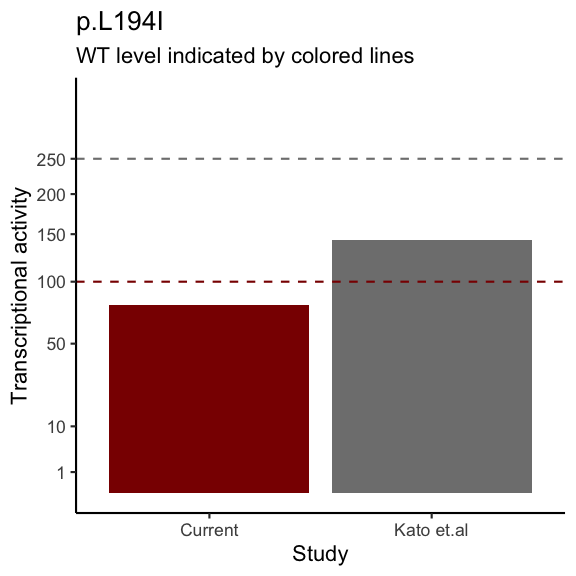 p.L194I
WT level indicated by colored lines
Transcriptional activity
250
200
150
100
50
10
1
Current
Kato et.al
Study